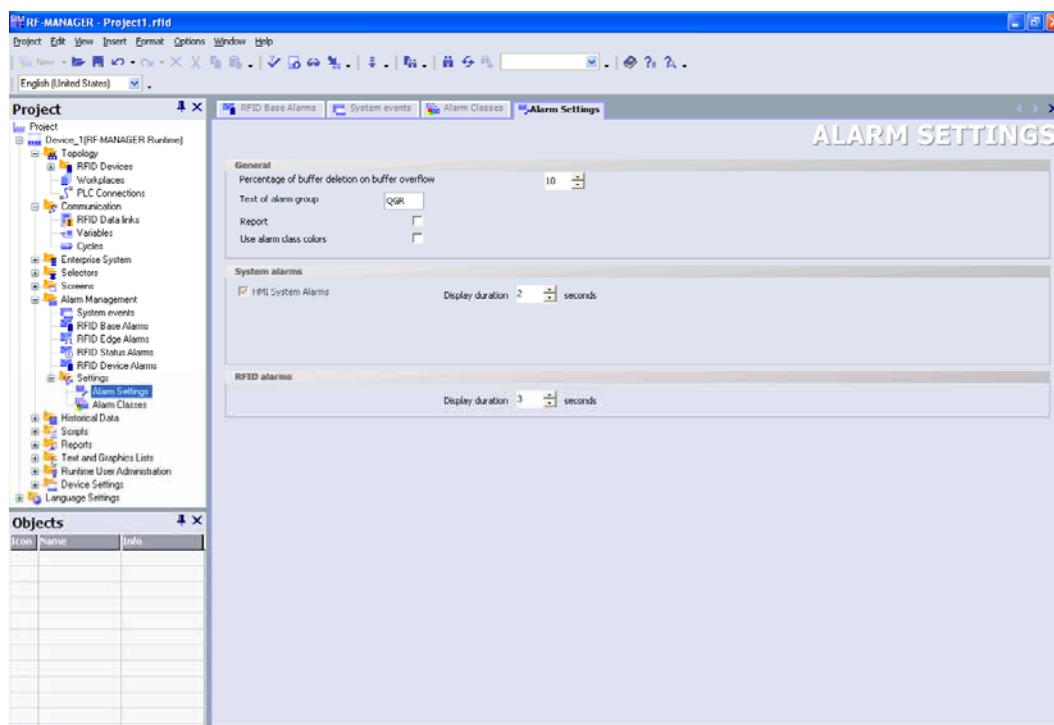 RF-MANAGER - Project1.rfid
Project Edit View Insert Format Options Window Help
New
English (United States)
Project
RFID Base Alarms
System events
Alarm Classes
Alarm Settings
ALARM SETTINGS
Project
Device_1[RF-MANAGER Runtime]
Topology
RFID Devices
Workplaces
PLC Connections
Communication
RFID Data links
Variables
Cycles
Enterprise System
Selectors
Screens
Alarm Management
System events
RFID Base Alarms
RFID Edge Alarms
RFID Status Alarms
RFID Device Alarms
Settings
Alarm Settings
Alarm Classes
Historical Data
Scripts
Reports
Text and Graphics Lists
Runtime User Administration
Device Settings
Language Settings
General
Percentage of buffer deletion on buffer overflow 10
Text of alarm group QGR
Report
Use alarm class colors
System alarms
HMI System Alarms Display duration 2 seconds
RFID alarms
Display duration 3 seconds
Objects
Icon Name Info